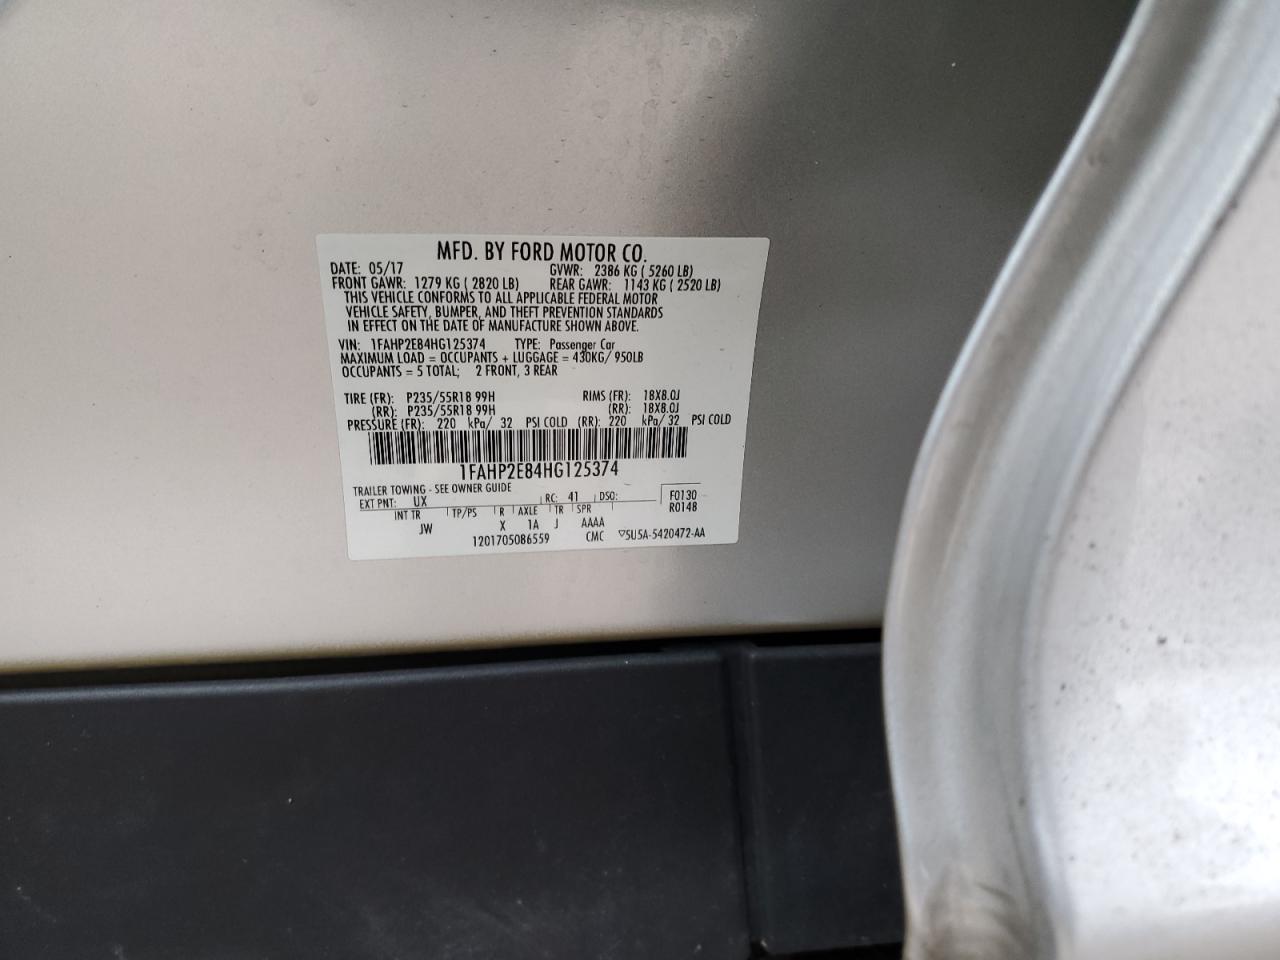 MFD. BY FORD MOTOR CO.
DATE: 05/17 GVWR: 2386 KG ( 5260 LB)
FRONT GAWR: 1279 KG ( 2820 LB) REAR GAWR: 1143 KG ( 2520 LB)
THIS VEHICLE CONFORMS TO ALL APPLICABLE FEDERAL MOTOR
VEHICLE SAFETY, BUMPER, AND THEFT PREVENTION STANDARDS
IN EFFECT ON THE DATE OF MANUFACTURE SHOWN ABOVE.
VIN: 1FAHP2E84HG125374 TYPE: Passenger Car
MAXIMUM LOAD = OCCUPANTS + LUGGAGE = 430KG/ 950LB
OCCUPANTS = 5 TOTAL; 2 FRONT, 3 REAR
TIRE (FR): P235/55R18 99H RIMS (FR): 18X8.0J
(RR): P235/55R18 99H (RR): 18X8.0J
PRESSURE (FR): 220 kPa/ 32 PSI COLD (RR): 220 kPa/ 32 PSI COLD
1FAHP2E84HG125374
TRAILER TOWING - SEE OWNER GUIDE
EXT PNT: UX RC: 41 DSO: F0130
INT TR TP/PS R AXLE TR SPR R0148
JW X 1A J AAAA
1201705086559 CMC ▽5U5A-5420472-AA